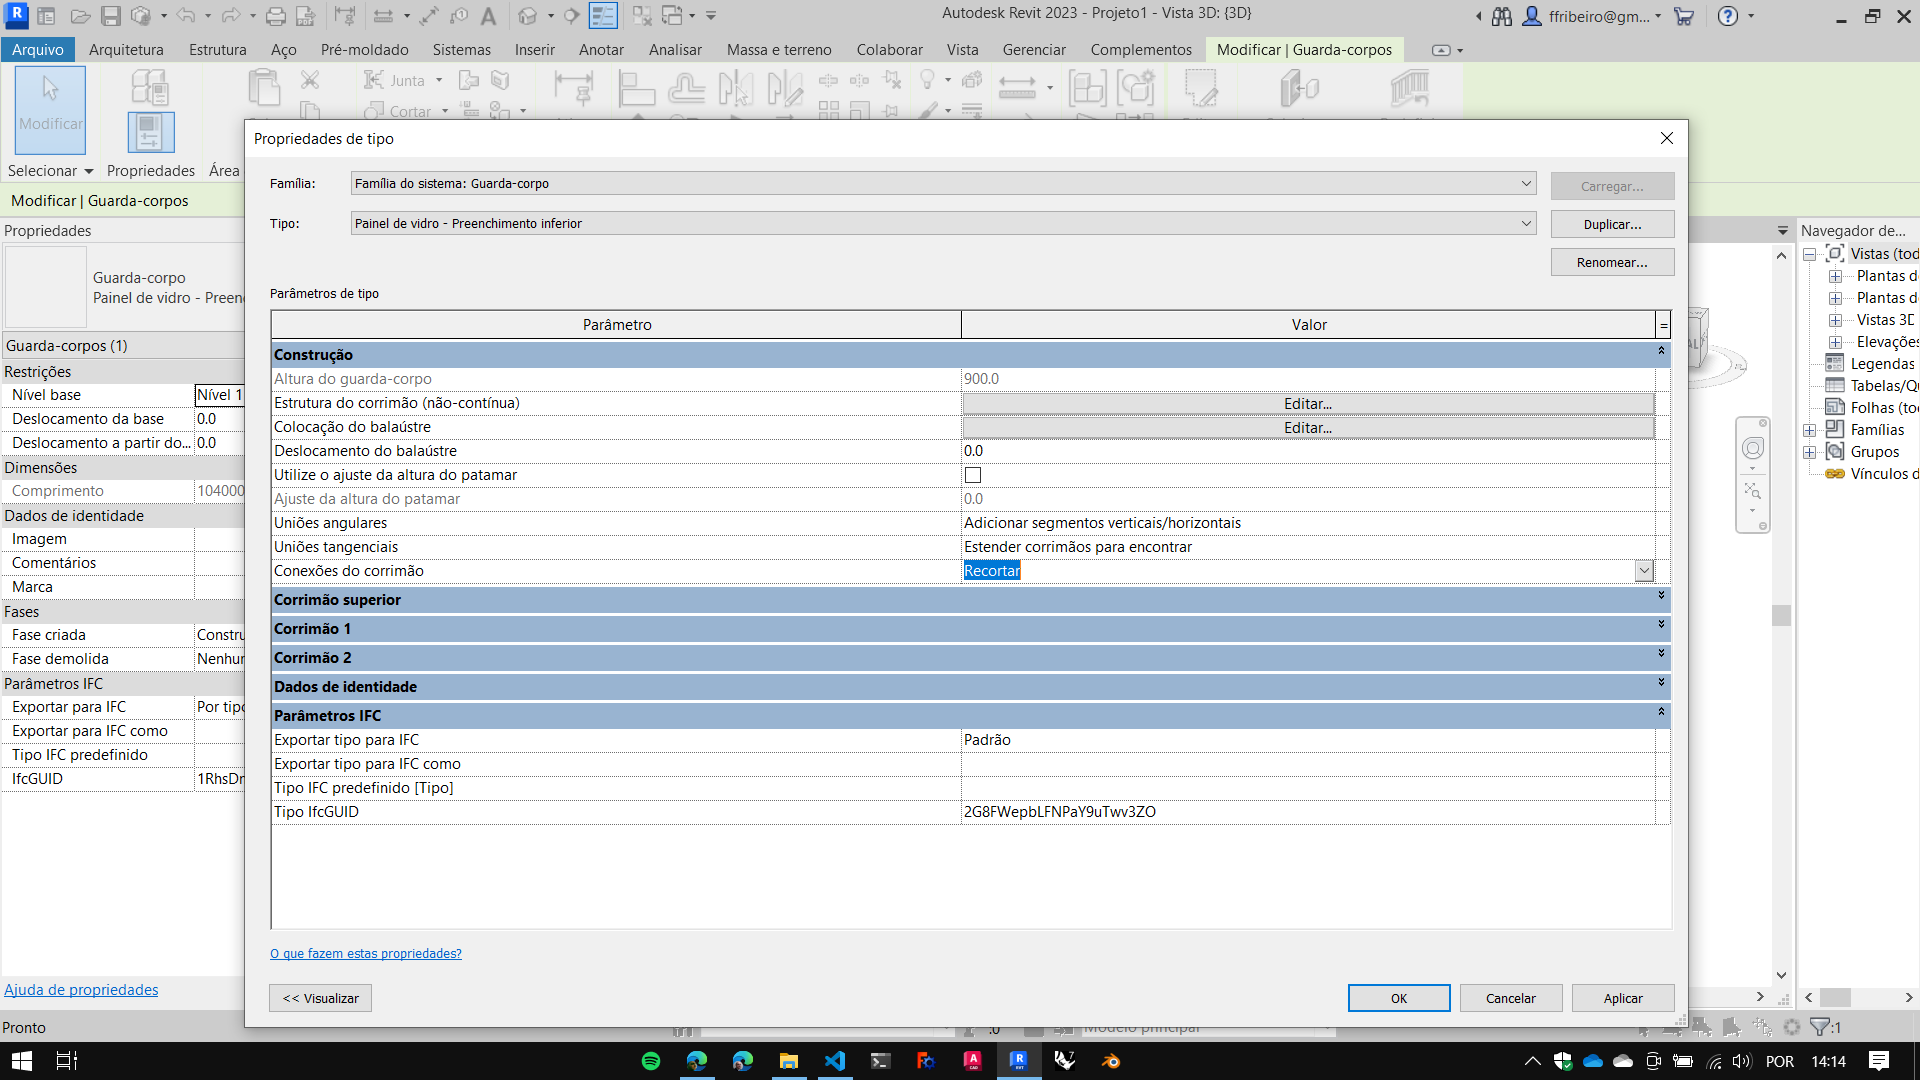 Autodesk Revit 2023 - Projeto1 - Vista 3D: {3D}
ffribeiro@gm...
Arquivo Arquitetura Estrutura Aço Pré-moldado Sistemas Inserir Anotar Analisar Massa e terreno Colaborar Vista Gerenciar Complementos Modificar | Guarda-corpos
Modificar
Junta
Cortar
Selecionar Propriedades Área
Modificar | Guarda-corpos
Propriedades
Guarda-corpo
Painel de vidro - Preen
Guarda-corpos (1)
Restrições
Nível base Nível 1
Deslocamento da base 0.0
Deslocamento a partir do... 0.0
Dimensões
Comprimento 104000
Dados de identidade
Imagem
Comentários
Marca
Fases
Fase criada Constru
Fase demolida Nenhur
Parâmetros IFC
Exportar para IFC Por tipo
Exportar para IFC como
Tipo IFC predefinido
IfcGUID 1RhsDr
Ajuda de propriedades
Propriedades de tipo
Família: Família do sistema: Guarda-corpo Carregar...
Tipo: Painel de vidro - Preenchimento inferior Duplicar...
Renomear...
Parâmetros de tipo
Parâmetro Valor =
Construção
Altura do guarda-corpo 900.0
Estrutura do corrimão (não-contínua) Editar...
Colocação do balaústre Editar...
Deslocamento do balaústre 0.0
Utilize o ajuste da altura do patamar
Ajuste da altura do patamar 0.0
Uniões angulares Adicionar segmentos verticais/horizontais
Uniões tangenciais Estender corrimãos para encontrar
Conexões do corrimão Recortar
Corrimão superior
Corrimão 1
Corrimão 2
Dados de identidade
Parâmetros IFC
Exportar tipo para IFC Padrão
Exportar tipo para IFC como
Tipo IFC predefinido [Tipo]
Tipo IfcGUID 2G8FWepbLFNPaY9uTwv3ZO
O que fazem estas propriedades?
<< Visualizar OK Cancelar Aplicar
Navegador de...
Vistas (tod
Plantas d
Plantas d
Vistas 3D
Elevações
Legendas
Tabelas/Qu
Folhas (to
Famílias
Grupos
Vínculos d
Pronto :0 Modelo principal :1
POR 14:14